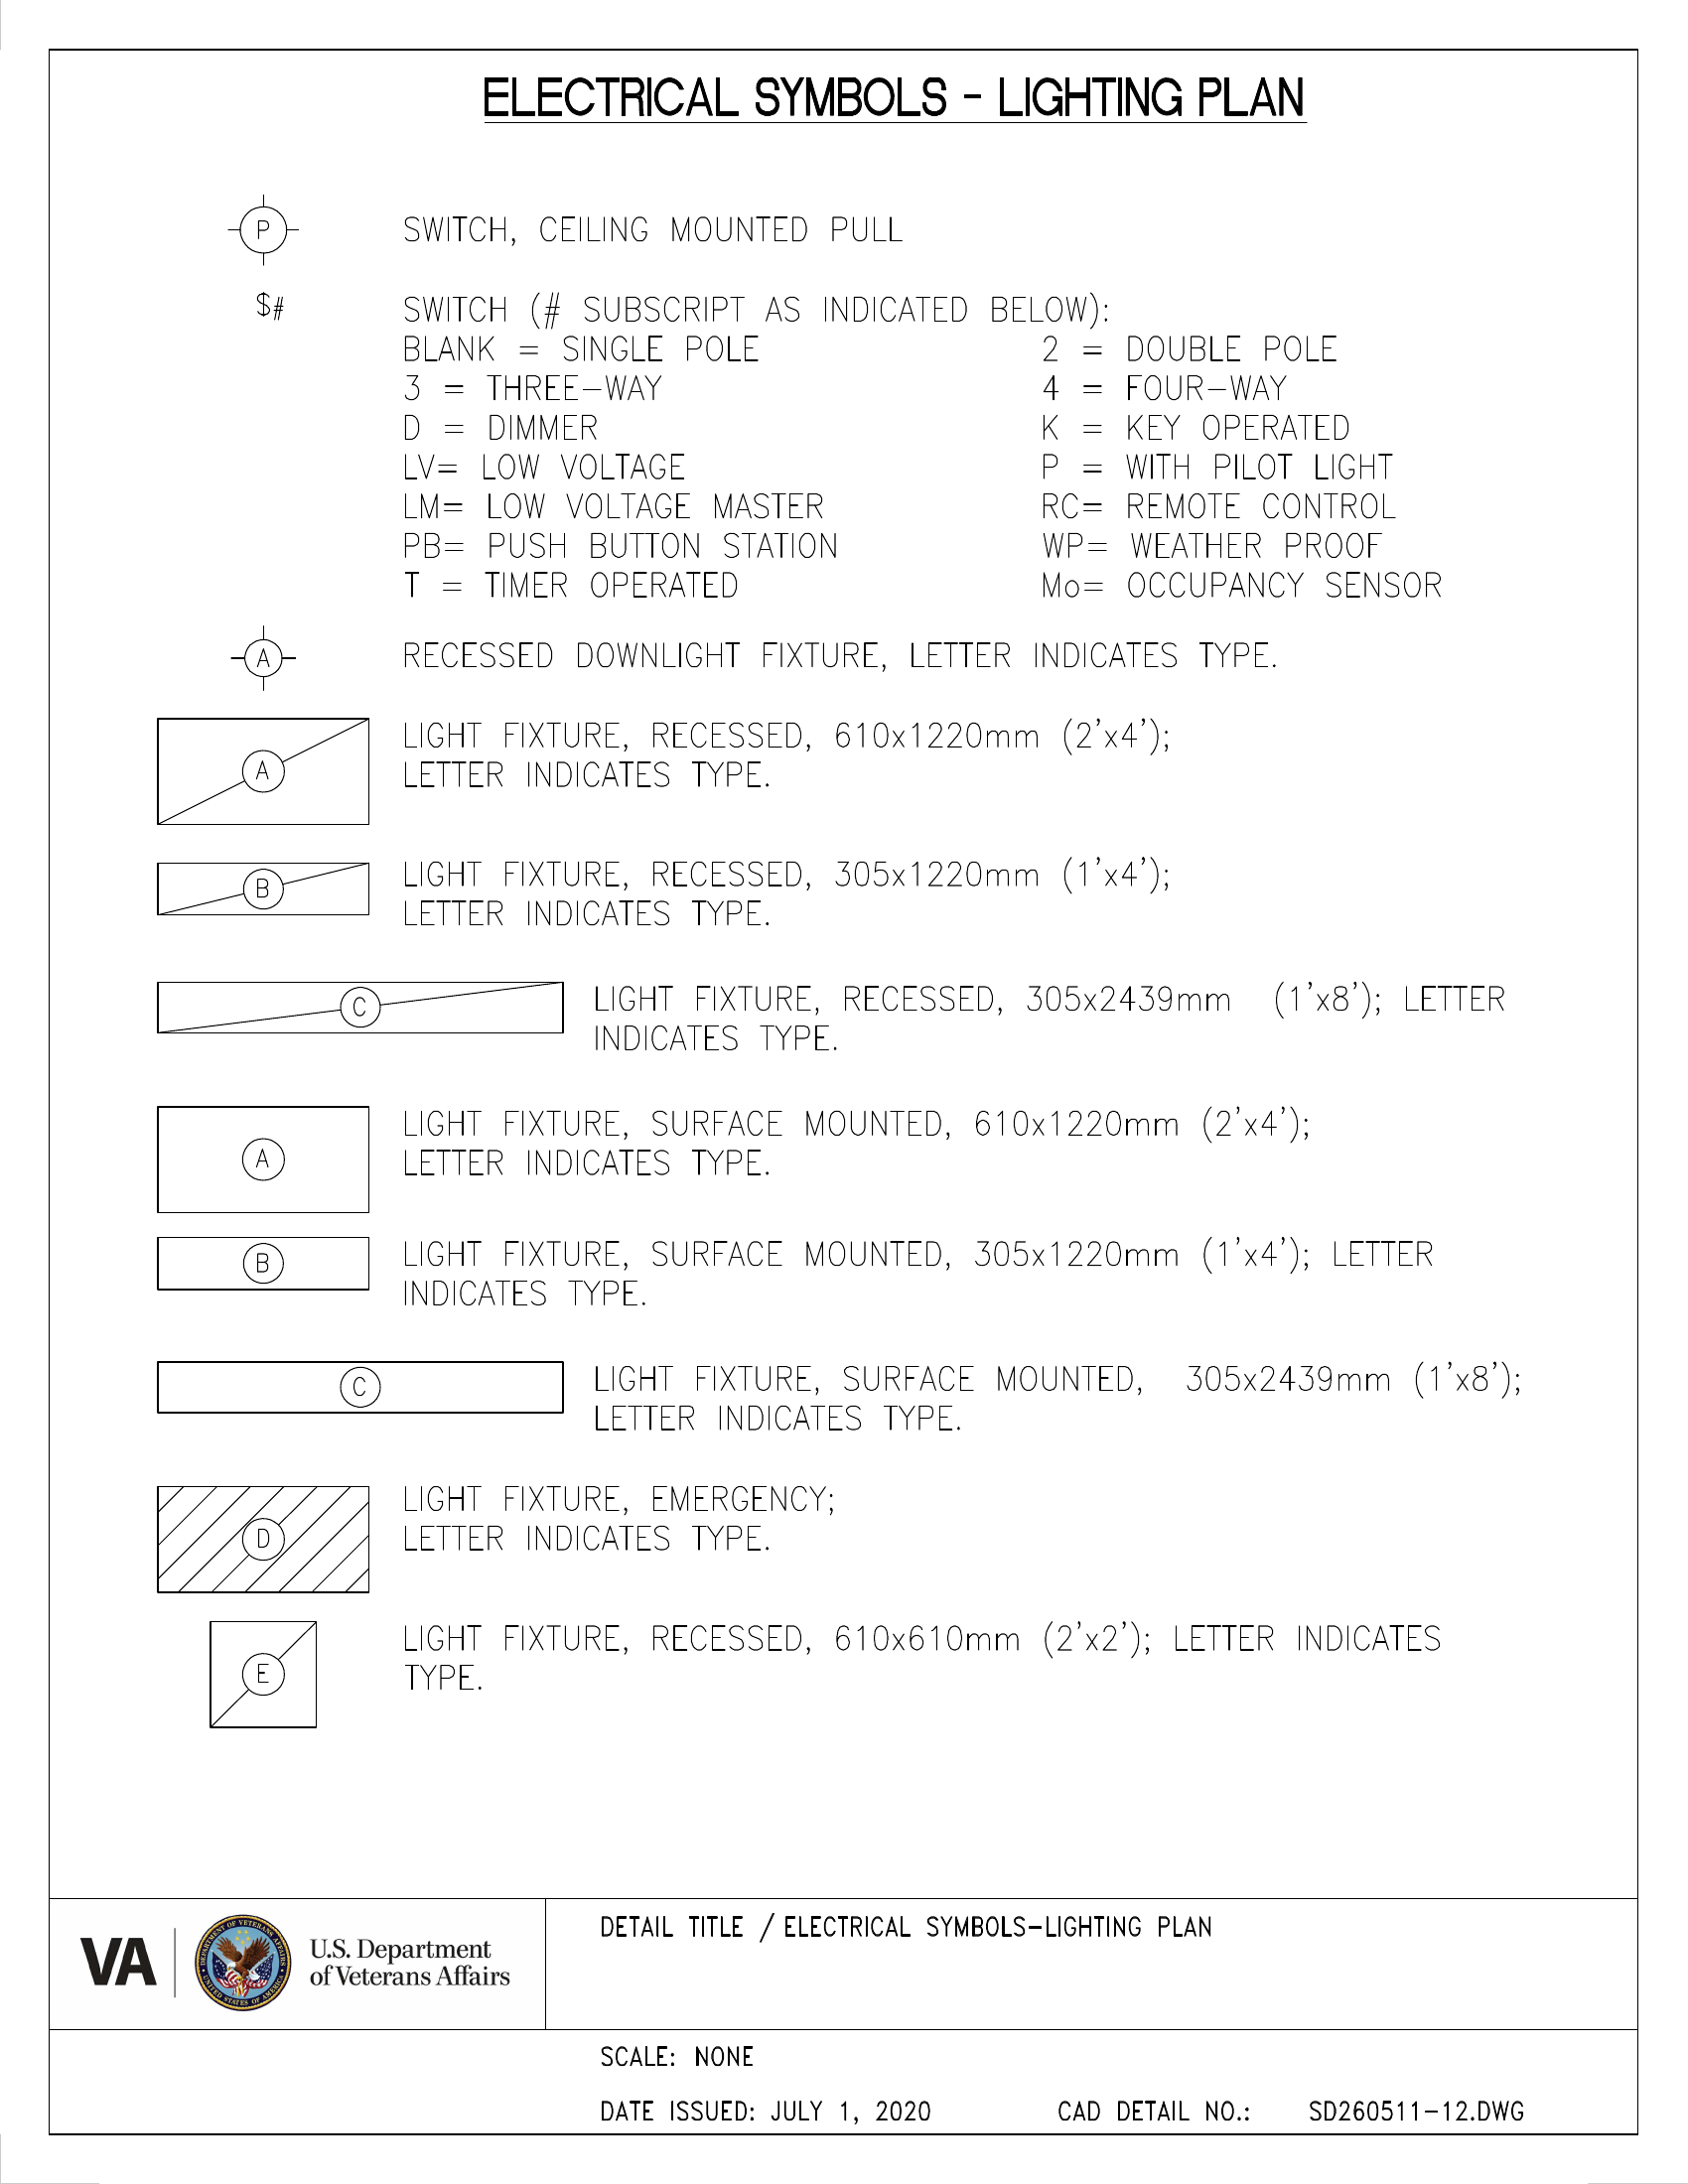 ELECTRICAL SYMBOLS - LIGHTING PLAN
P SWITCH, CEILING MOUNTED PULL
$# SWITCH (# SUBSCRIPT AS INDICATED BELOW):
BLANK = SINGLE POLE 2 = DOUBLE POLE
3 = THREE-WAY 4 = FOUR-WAY
D = DIMMER K = KEY OPERATED
LV= LOW VOLTAGE P = WITH PILOT LIGHT
LM= LOW VOLTAGE MASTER RC= REMOTE CONTROL
PB= PUSH BUTTON STATION WP= WEATHER PROOF
T = TIMER OPERATED Mo= OCCUPANCY SENSOR
A RECESSED DOWNLIGHT FIXTURE, LETTER INDICATES TYPE.
A LIGHT FIXTURE, RECESSED, 610x1220mm (2'x4');
LETTER INDICATES TYPE.
B LIGHT FIXTURE, RECESSED, 305x1220mm (1'x4');
LETTER INDICATES TYPE.
C LIGHT FIXTURE, RECESSED, 305x2439mm (1'x8'); LETTER
INDICATES TYPE.
A LIGHT FIXTURE, SURFACE MOUNTED, 610x1220mm (2'x4');
LETTER INDICATES TYPE.
B LIGHT FIXTURE, SURFACE MOUNTED, 305x1220mm (1'x4'); LETTER
INDICATES TYPE.
C LIGHT FIXTURE, SURFACE MOUNTED, 305x2439mm (1'x8');
LETTER INDICATES TYPE.
D LIGHT FIXTURE, EMERGENCY;
LETTER INDICATES TYPE.
E LIGHT FIXTURE, RECESSED, 610x610mm (2'x2'); LETTER INDICATES
TYPE.
VA
DEPARTMENT OF VETERANS AFFAIRS
UNITED STATES OF AMERICA
U.S. Department
of Veterans Affairs
DETAIL TITLE / ELECTRICAL SYMBOLS-LIGHTING PLAN
SCALE: NONE
DATE ISSUED: JULY 1, 2020 CAD DETAIL NO.: SD260511-12.DWG